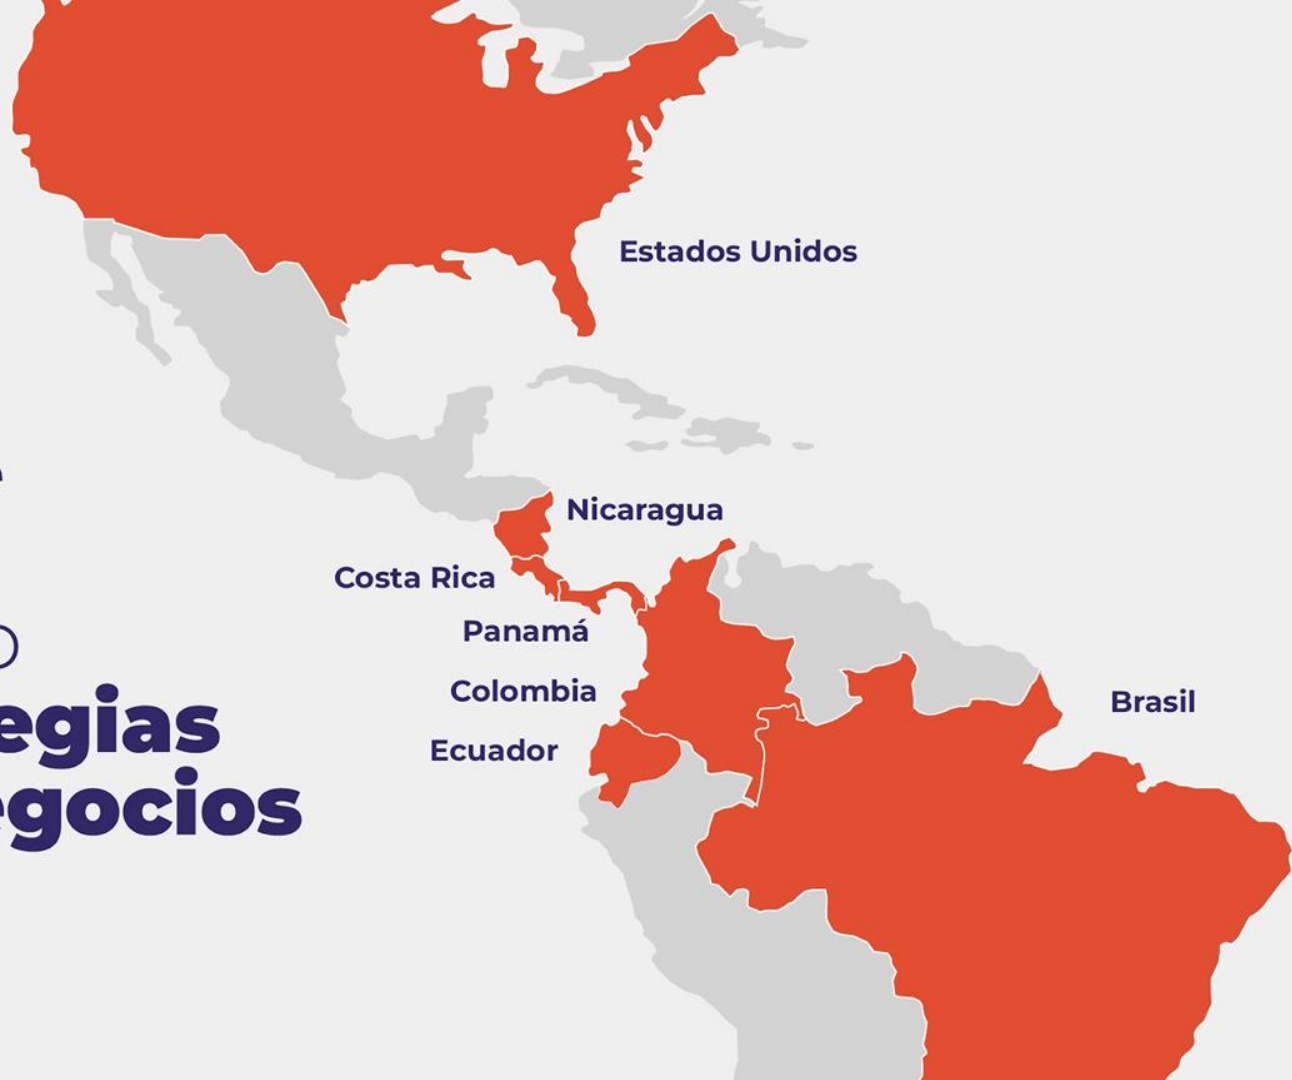 Estados Unidos
Nicaragua
Costa Rica
Panamá
Colombia
Ecuador
Brasil
egias
egocios